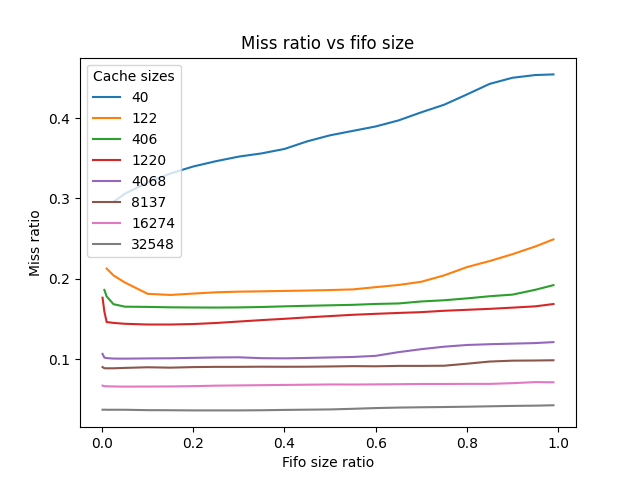 Miss ratio vs fifo size
Cache sizes
40
122
406
1220
4068
8137
16274
32548
0.4
0.3
0.2
0.1
Miss ratio
0.0 0.2 0.4 0.6 0.8 1.0
Fifo size ratio